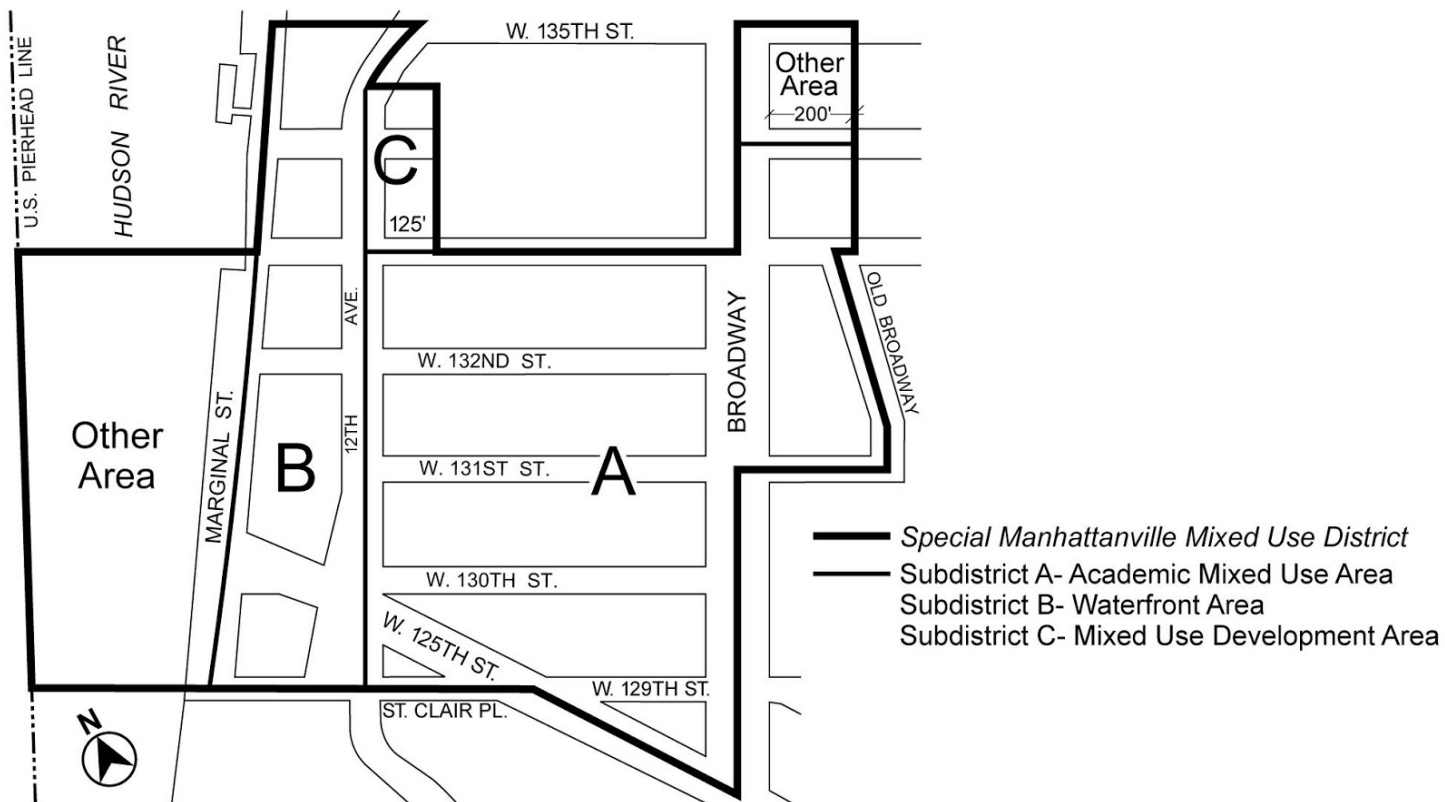 U.S. PIERHEAD LINE
HUDSON RIVER
W. 135TH ST.
Other
Area
200'
C
125'
AVE.
12TH
W. 132ND ST.
BROADWAY
OLD BROADWAY
Other
Area
MARGINAL ST.
B
W. 131ST ST.
A
W. 130TH ST.
W. 125TH ST.
W. 129TH ST.
ST. CLAIR PL.
N
Special Manhattanville Mixed Use District
Subdistrict A- Academic Mixed Use Area
Subdistrict B- Waterfront Area
Subdistrict C- Mixed Use Development Area